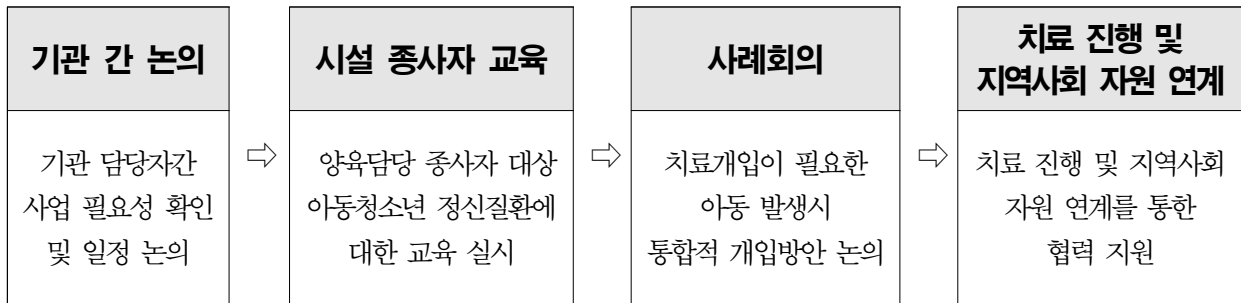 기관 간 논의
기관 담당자간
사업 필요성 확인
및 일정 논의
⇨
시설 종사자 교육
양육담당 종사자 대상
아동청소년 정신질환에
대한 교육 실시
⇨
사례회의
치료개입이 필요한
아동 발생시
통합적 개입방안 논의
⇨
치료 진행 및
지역사회 자원 연계
치료 진행 및 지역사회
자원 연계를 통한
협력 지원